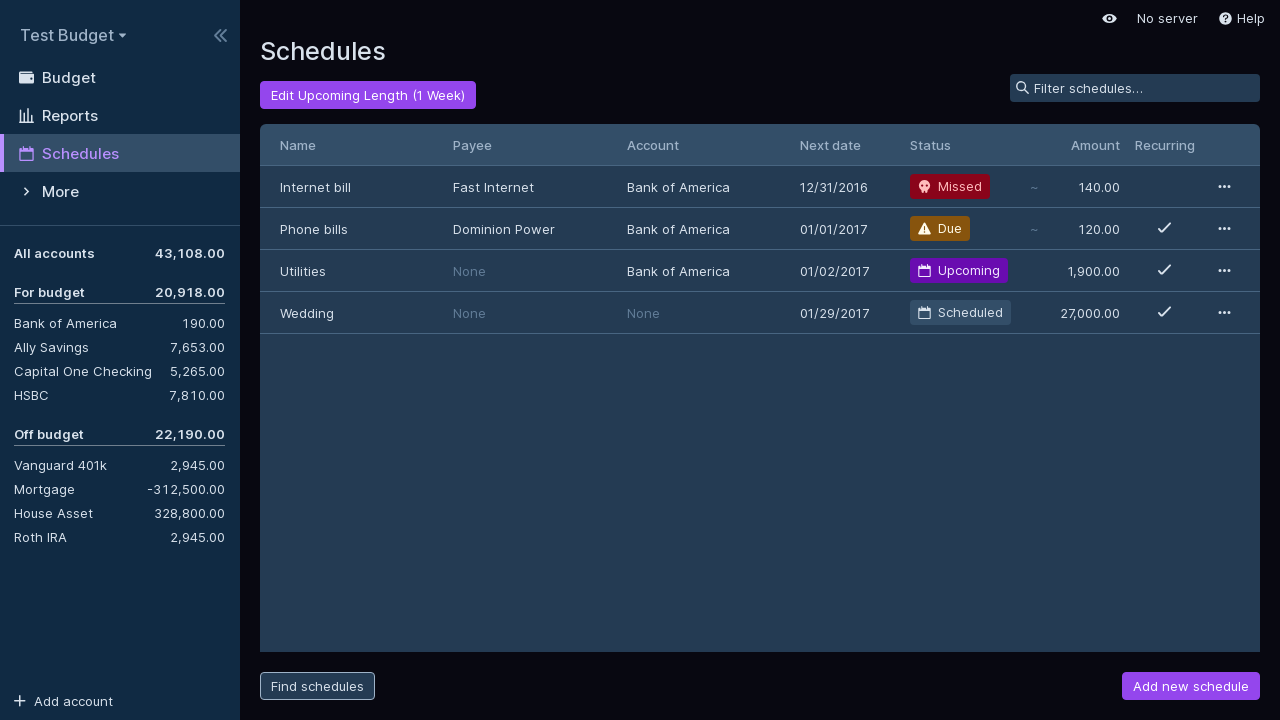 Test Budget
Budget
Reports
Schedules
More
All accounts 43,108.00
For budget 20,918.00
Bank of America 190.00
Ally Savings 7,653.00
Capital One Checking 5,265.00
HSBC 7,810.00
Off budget 22,190.00
Vanguard 401k 2,945.00
Mortgage -312,500.00
House Asset 328,800.00
Roth IRA 2,945.00
Add account
No server Help
Schedules
Edit Upcoming Length (1 Week)
Filter schedules…
Name Payee Account Next date Status Amount Recurring
Internet bill Fast Internet Bank of America 12/31/2016 Missed ~ 140.00
Phone bills Dominion Power Bank of America 01/01/2017 Due ~ 120.00
Utilities None Bank of America 01/02/2017 Upcoming 1,900.00
Wedding None None 01/29/2017 Scheduled 27,000.00
Find schedules
Add new schedule